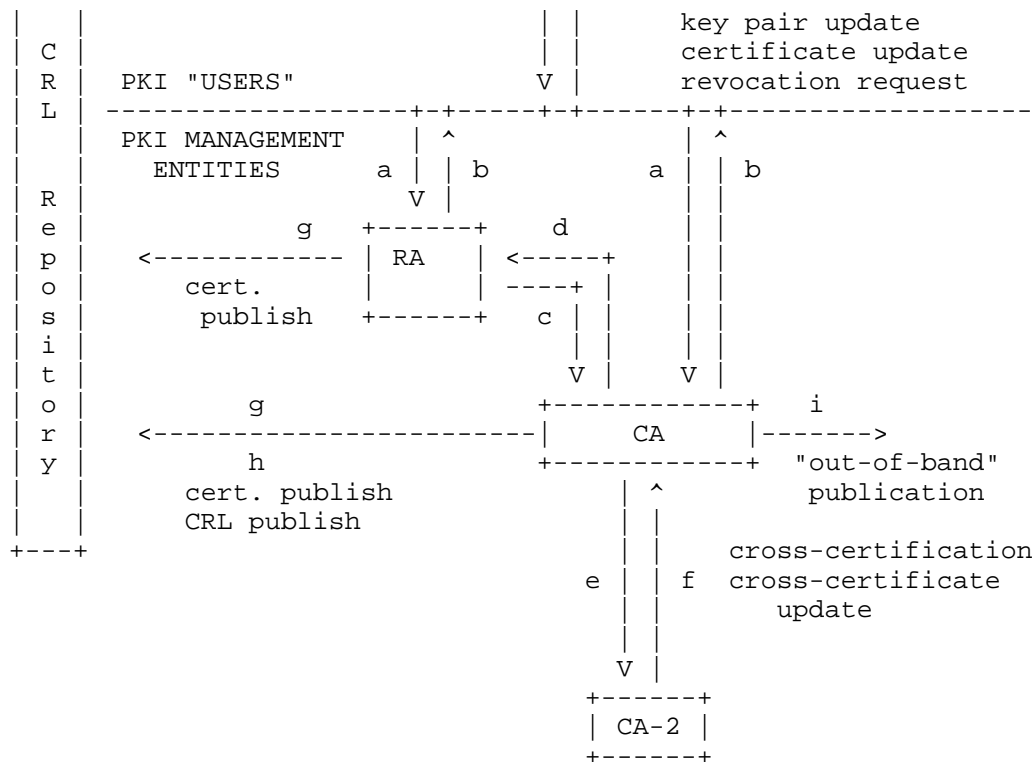 |   |                                      | |       key pair update
| C |                                      | |       certificate update
| R |  PKI "USERS"                         V |       revocation request
| L | -------------------+-+-----+-+------+-+-------------------
|   |  PKI MANAGEMENT    | ^              | ^
|   |    ENTITIES      a | | b          a | | b
| R |                    V |              | |
| e |             g   +------+    d       | |
| p |   <------------ | RA   | <-----+    | |
| o |      cert.      |      | ----+ |    | |
| s |       publish   +------+   c | |    | |
| i |                              | |    | |
| t |                              V |    V |
| o |          g                 +------------+   i
| r |   <------------------------|     CA     |------->
| y |          h                 +------------+  "out-of-band"
|   |      cert. publish              | ^         publication
|   |      CRL publish                | |
+---+                                 | |    cross-certification
                                    e | | f  cross-certificate
                                      | |       update
                                      | |
                                      V |
                                    +------+
                                    | CA-2 |
                                    +------+